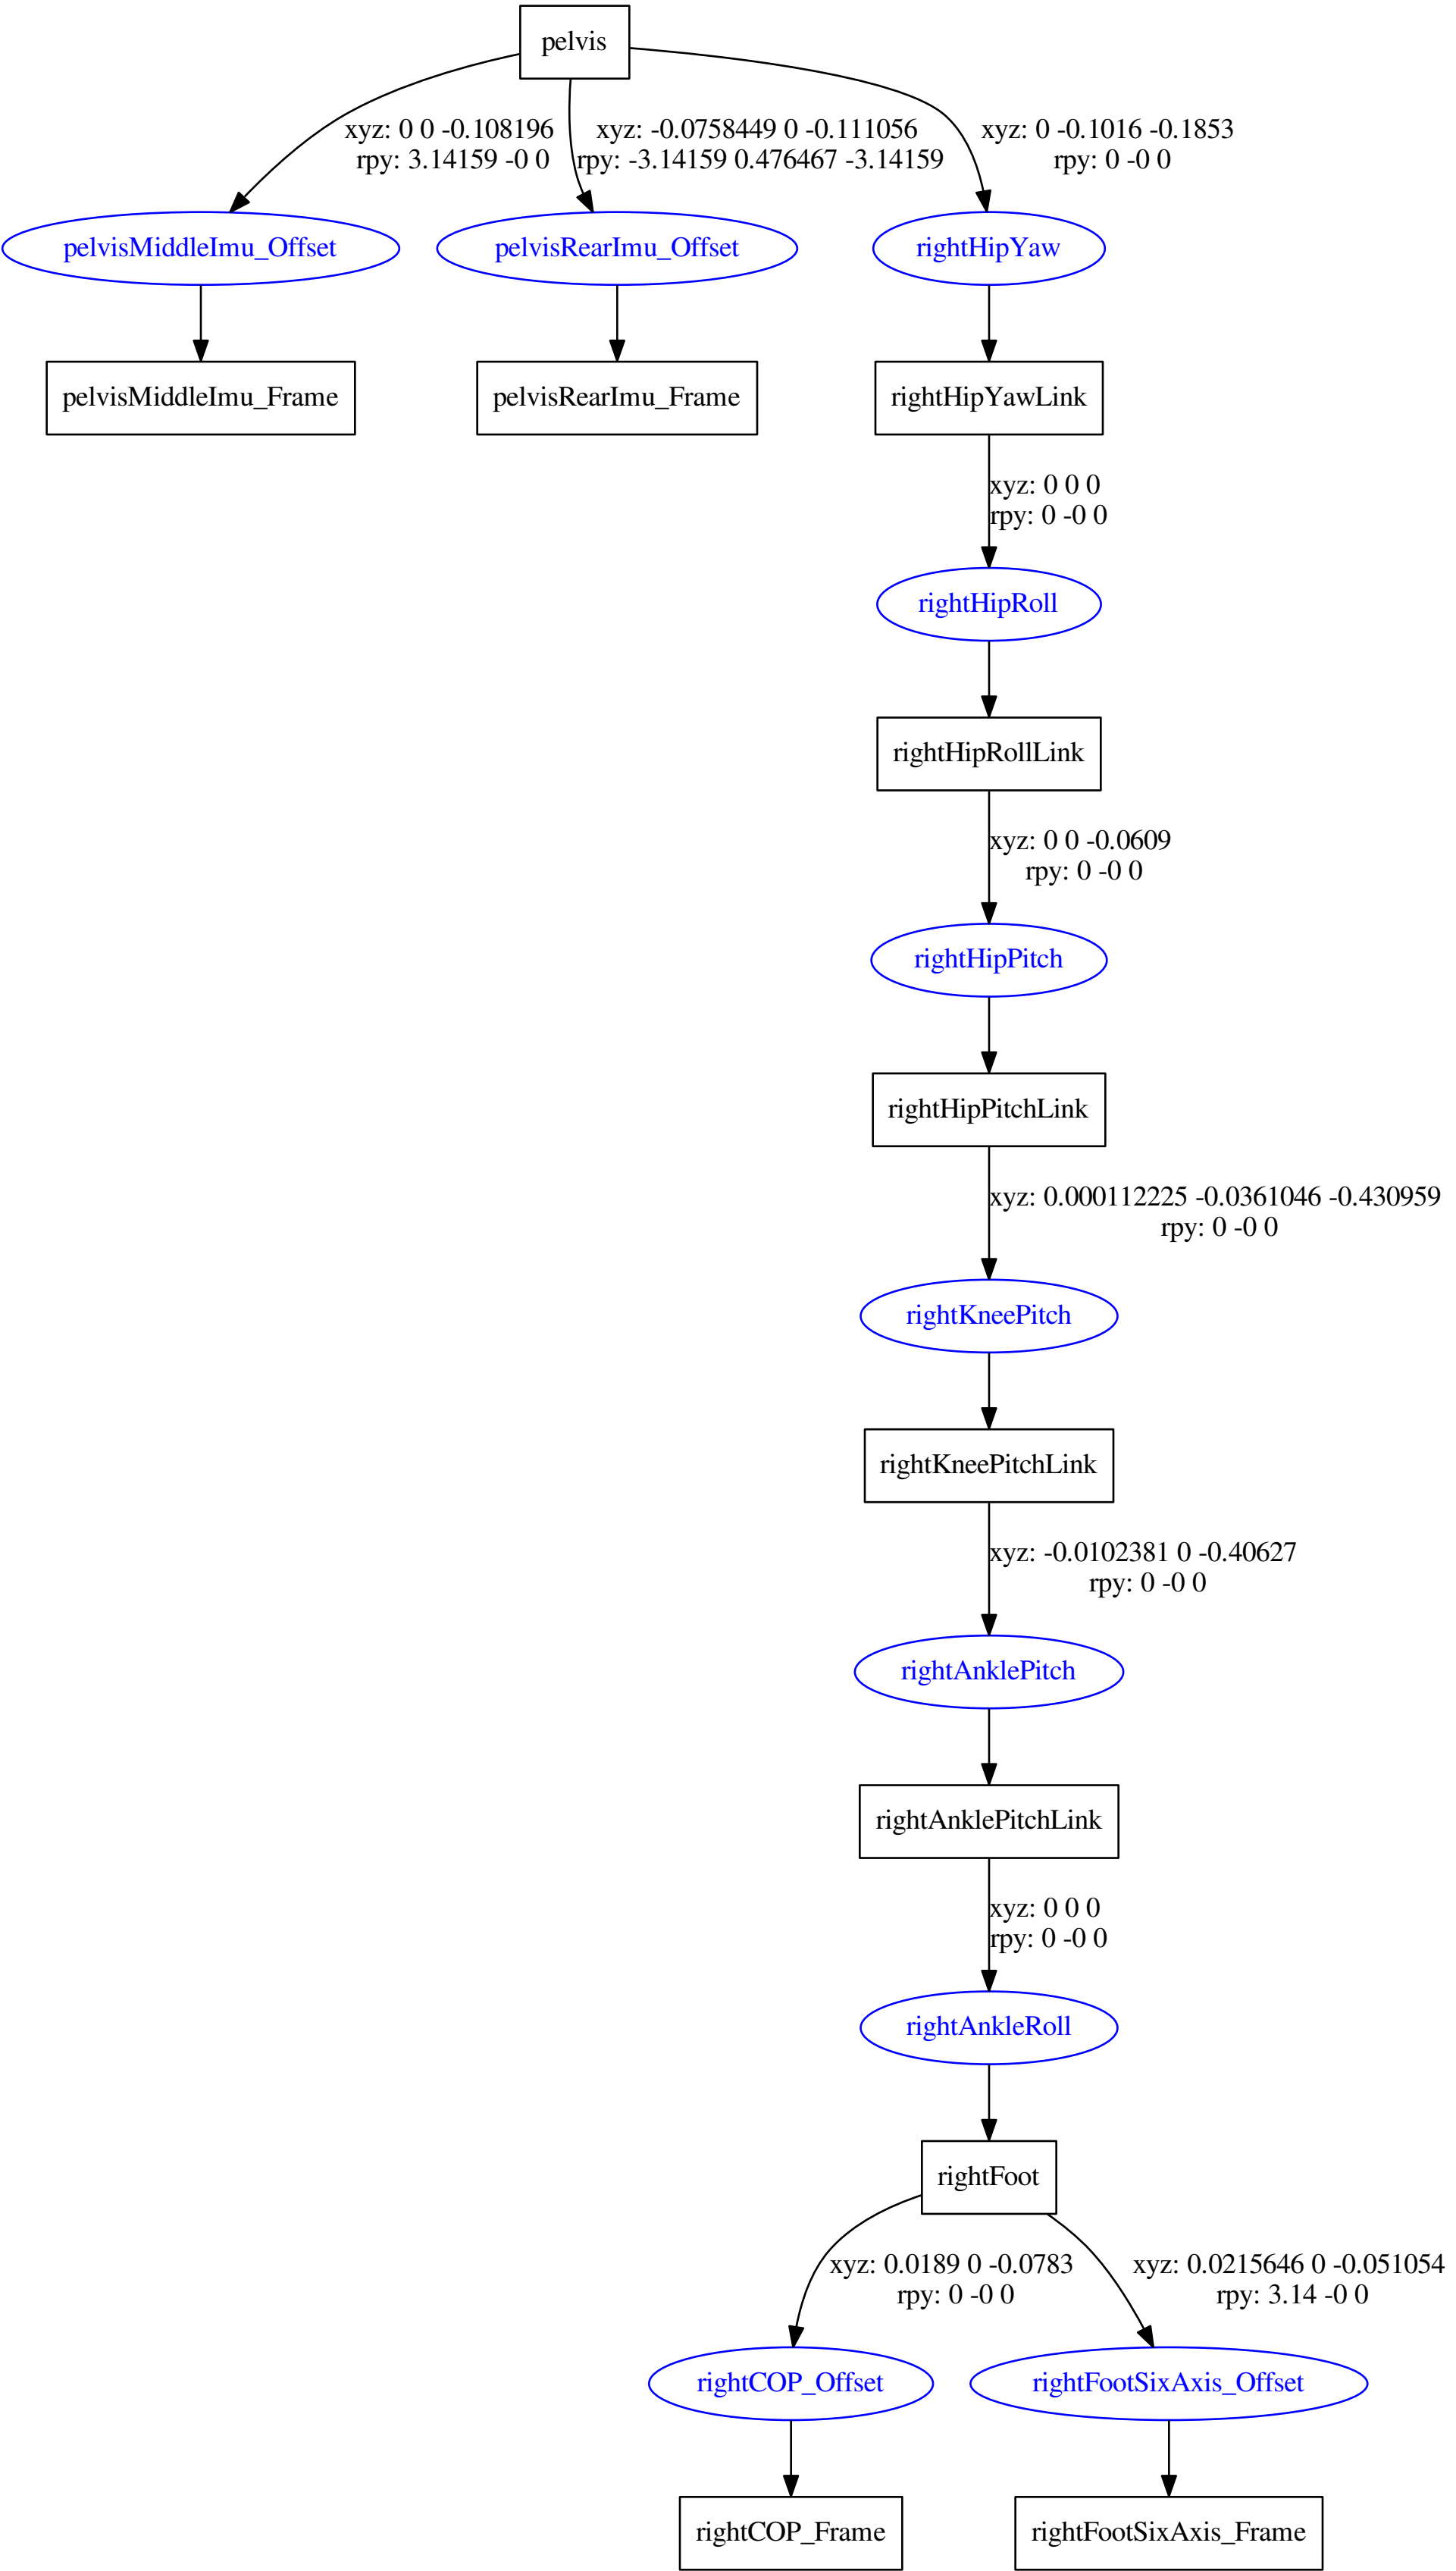 pelvis
xyz: 0 0 -0.108196
rpy: 3.14159 -0 0
xyz: -0.0758449 0 -0.111056
rpy: -3.14159 0.476467 -3.14159
xyz: 0 -0.1016 -0.1853
rpy: 0 -0 0
pelvisMiddleImu_Offset
pelvisRearImu_Offset
rightHipYaw
pelvisMiddleImu_Frame
pelvisRearImu_Frame
rightHipYawLink
xyz: 0 0 0
rpy: 0 -0 0
rightHipRoll
rightHipRollLink
xyz: 0 0 -0.0609
rpy: 0 -0 0
rightHipPitch
rightHipPitchLink
xyz: 0.000112225 -0.0361046 -0.430959
rpy: 0 -0 0
rightKneePitch
rightKneePitchLink
xyz: -0.0102381 0 -0.40627
rpy: 0 -0 0
rightAnklePitch
rightAnklePitchLink
xyz: 0 0 0
rpy: 0 -0 0
rightAnkleRoll
rightFoot
xyz: 0.0189 0 -0.0783
rpy: 0 -0 0
xyz: 0.0215646 0 -0.051054
rpy: 3.14 -0 0
rightCOP_Offset
rightFootSixAxis_Offset
rightCOP_Frame
rightFootSixAxis_Frame